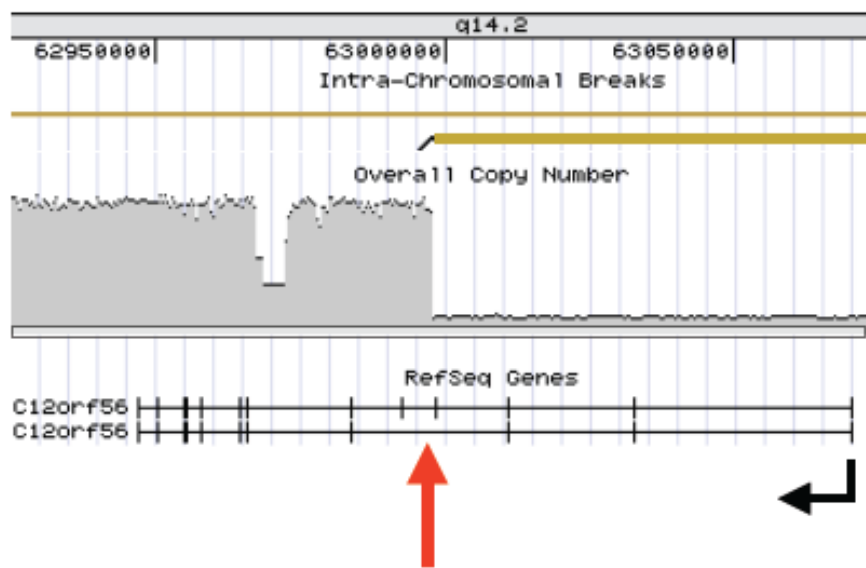 q14.2
62950000| 63000000| 63050000|
Intra-Chromosomal Breaks
Overall Copy Number
RefSeq Genes
C12orf56
C12orf56